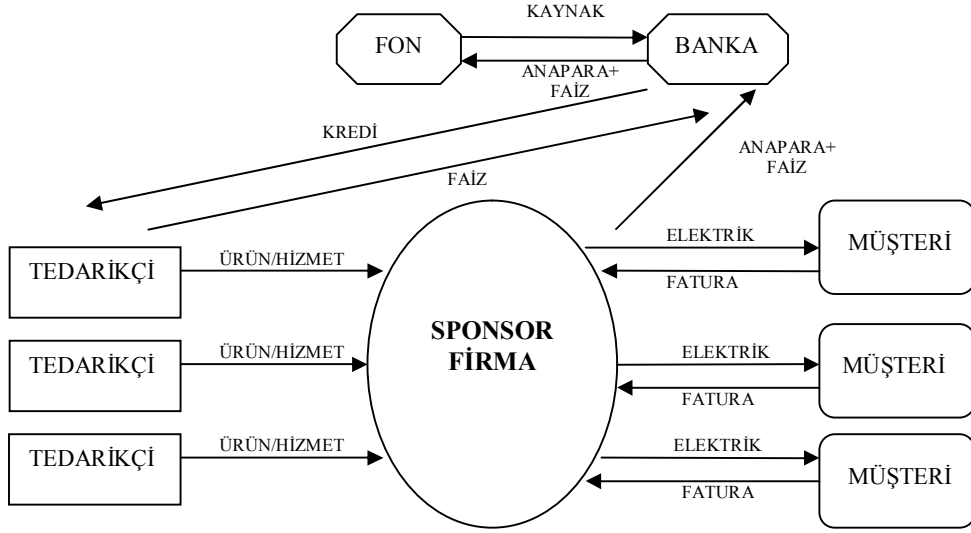 KAYNAK
FON
BANKA
ANAPARA+
FAİZ
KREDİ
FAİZ
ANAPARA+
FAİZ
TEDARİKÇİ
ÜRÜN/HİZMET
ELEKTRİK
FATURA
MÜŞTERİ
SPONSOR
FİRMA
TEDARİKÇİ
ÜRÜN/HİZMET
ELEKTRİK
FATURA
MÜŞTERİ
TEDARİKÇİ
ÜRÜN/HİZMET
ELEKTRİK
FATURA
MÜŞTERİ